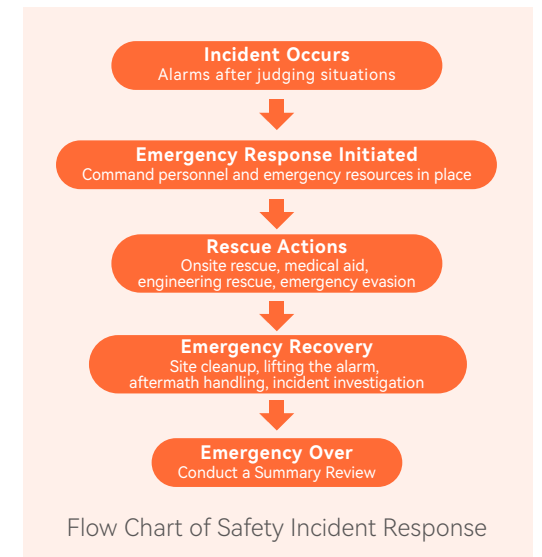 Incident Occurs
Alarms after judging situations
Emergency Response Initiated
Command personnel and emergency resources in place
Rescue Actions
Onsite rescue, medical aid,
engineering rescue, emergency evasion
Emergency Recovery
Site cleanup, lifting the alarm,
aftermath handling, incident investigation
Emergency Over
Conduct a Summary Review
Flow Chart of Safety Incident Response